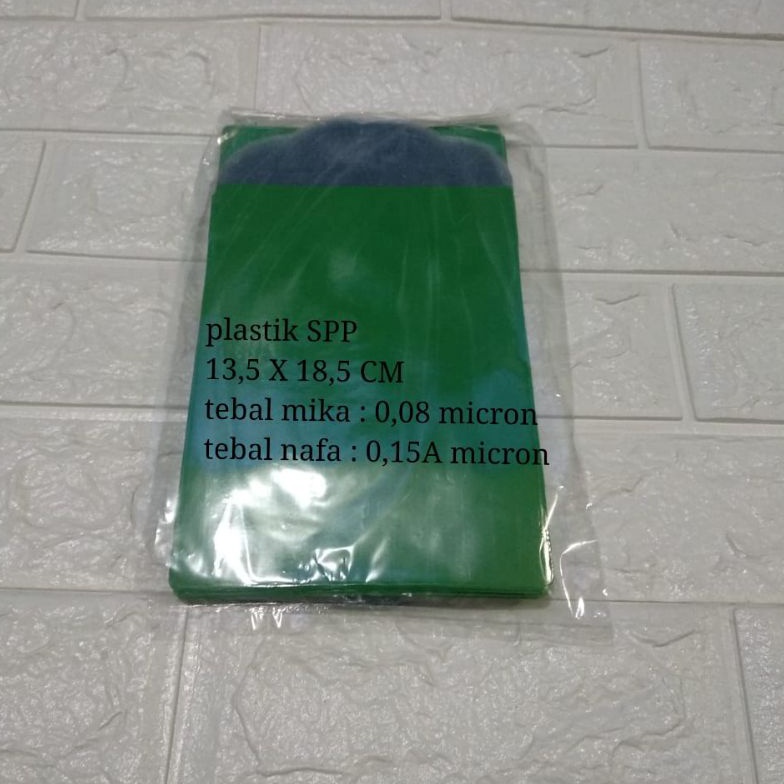 plastik SPP
13,5 X 18,5 CM
tebal mika : 0,08 micron
tebal nafa : 0,15A micron